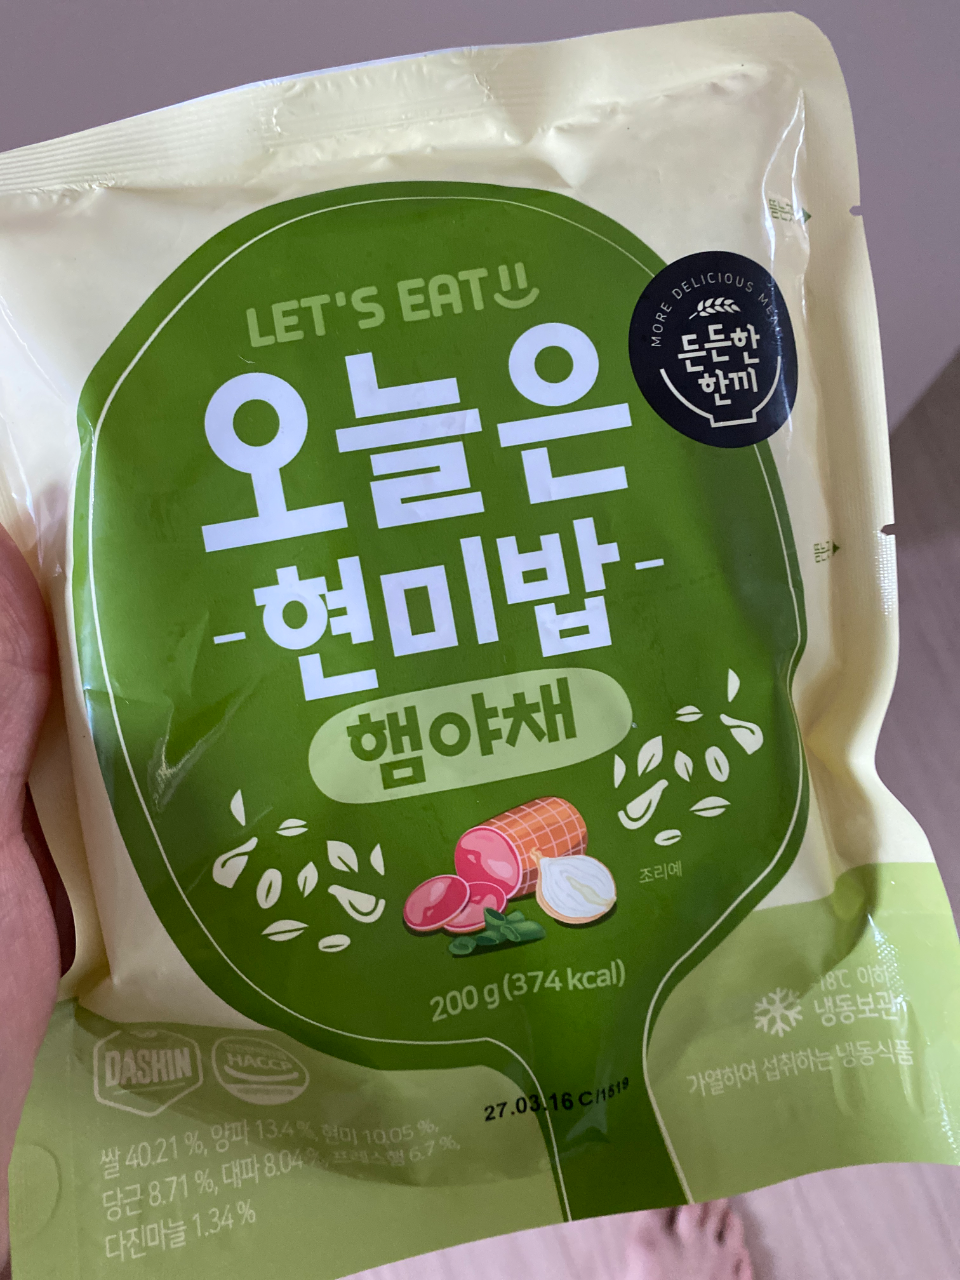 LET'S EAT
오늘은
-현미밥-
햄야채
MORE DELICIOUS
든든한
한끼
조리예
200 g (374 kcal)
-18℃ 이하
냉동보관
가열하여 섭취하는 냉동식품
DASHIN
HACCP
27.03.16 C/1519
쌀 40.21 %, 양파 13.4 %, 현미 10.05 %,
당근 8.71 %, 대파 8.04 %, 프레스햄 6.7 %,
다진마늘 1.34 %